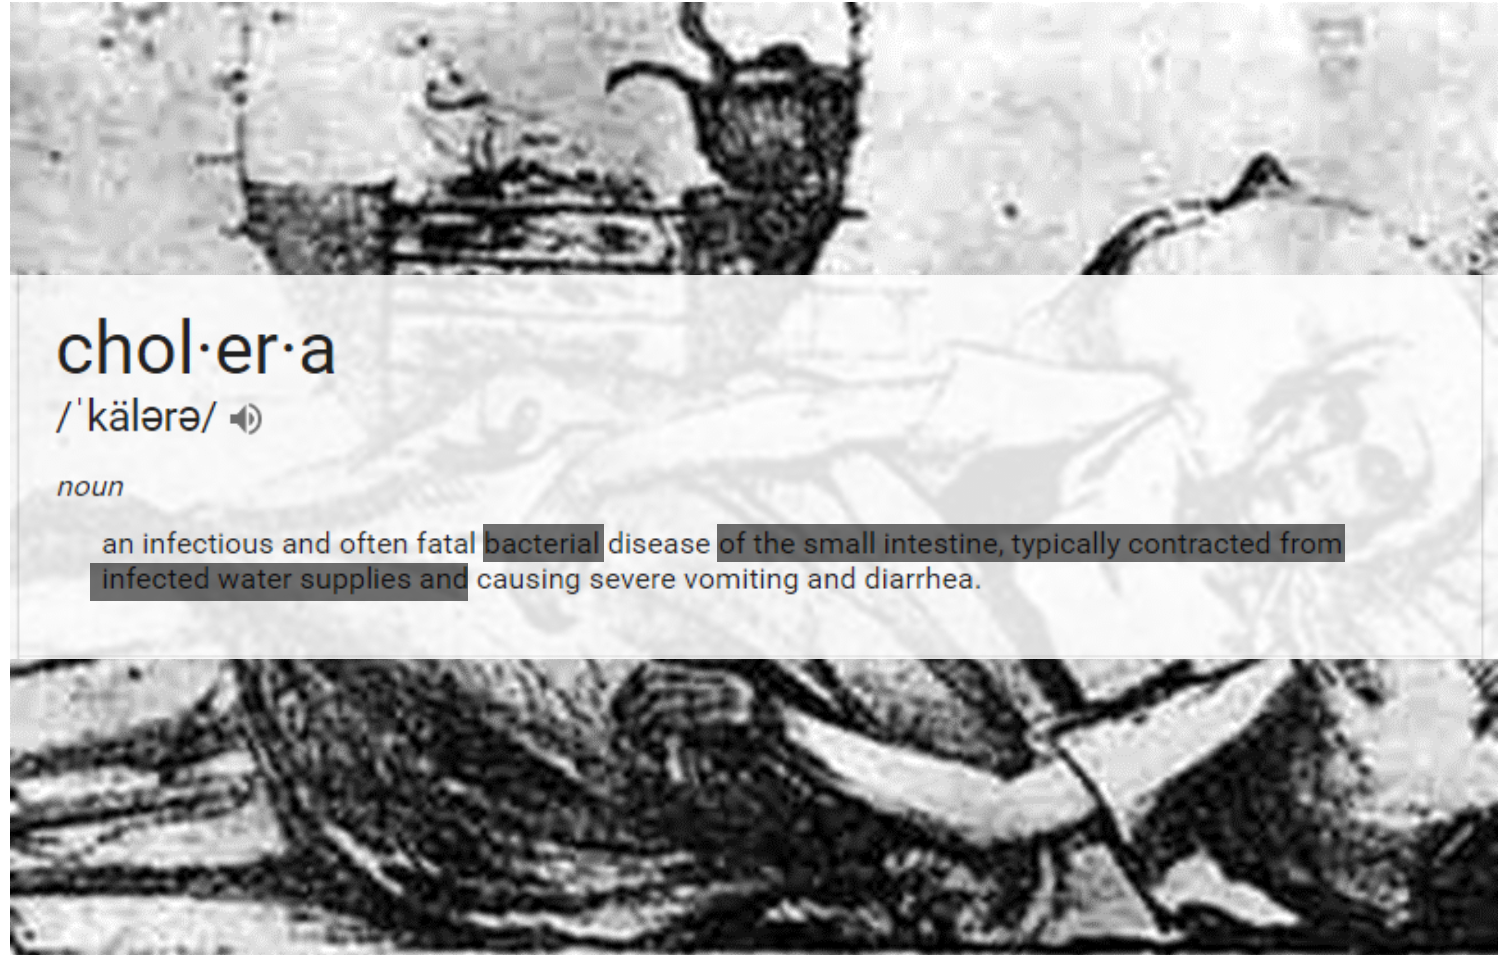 chol·er·a
/ˈkälərə/
noun
an infectious and often fatal bacterial disease of the small intestine, typically contracted from
infected water supplies and causing severe vomiting and diarrhea.